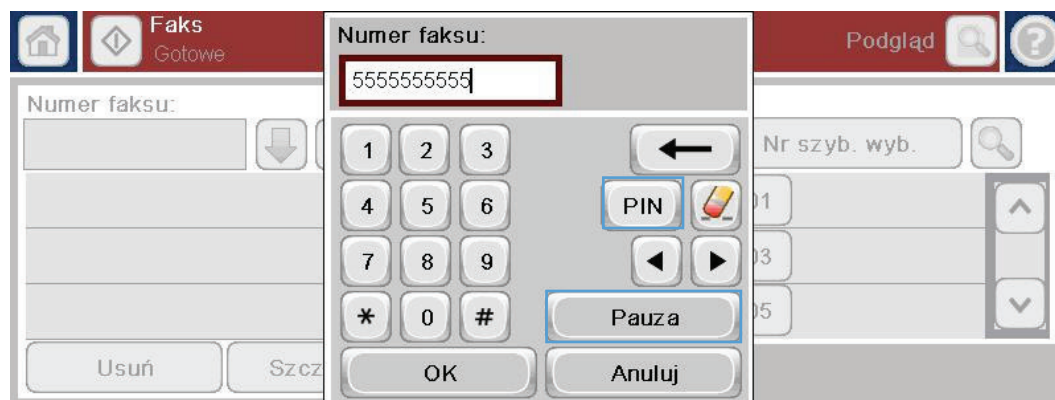 Faks
Gotowe
Podgląd
Numer faksu:
Nr szyb. wyb.
01
03
05
Usuń
Numer faksu:
5555555555
1 2 3
4 5 6 PIN
7 8 9
* 0 # Pauza
OK Anuluj